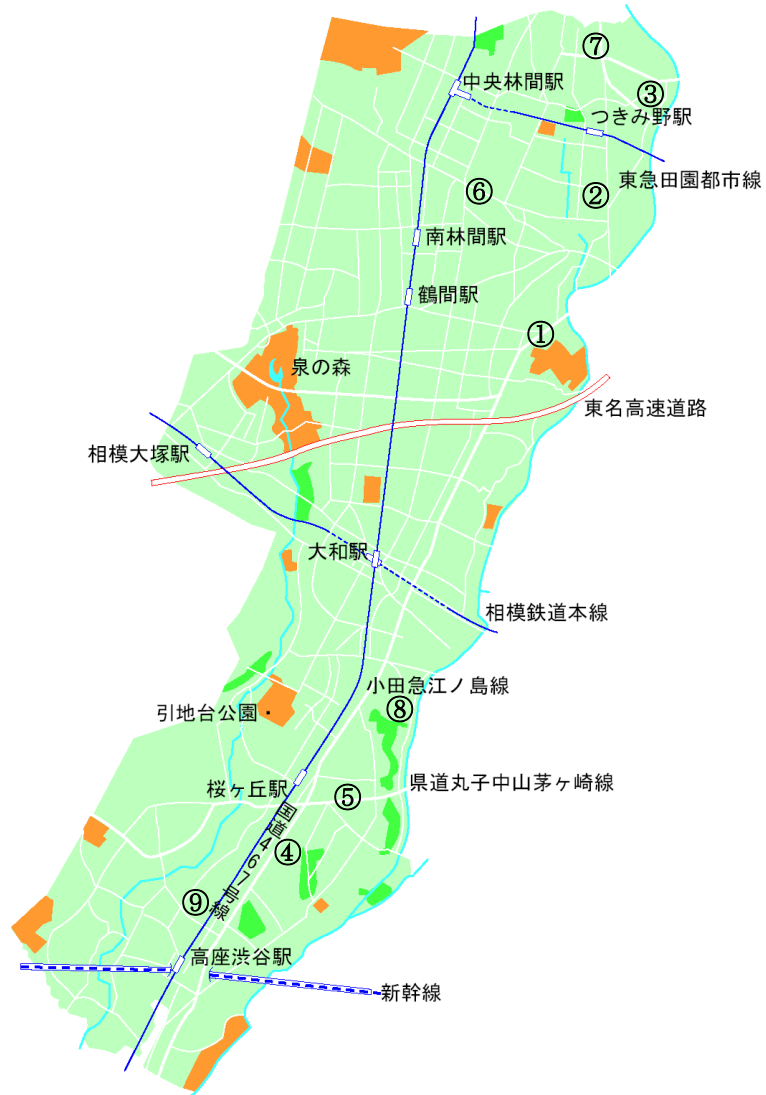 ⑦
中央林間駅
③
つきみ野駅
東急田園都市線
⑥
②
南林間駅
鶴間駅
①
泉の森
東名高速道路
相模大塚駅
大和駅
相模鉄道本線
小田急江ノ島線
⑧
引地台公園・
桜ヶ丘駅
県道丸子中山茅ヶ崎線
⑤
国道467号線
④
⑨
高座渋谷駅
新幹線